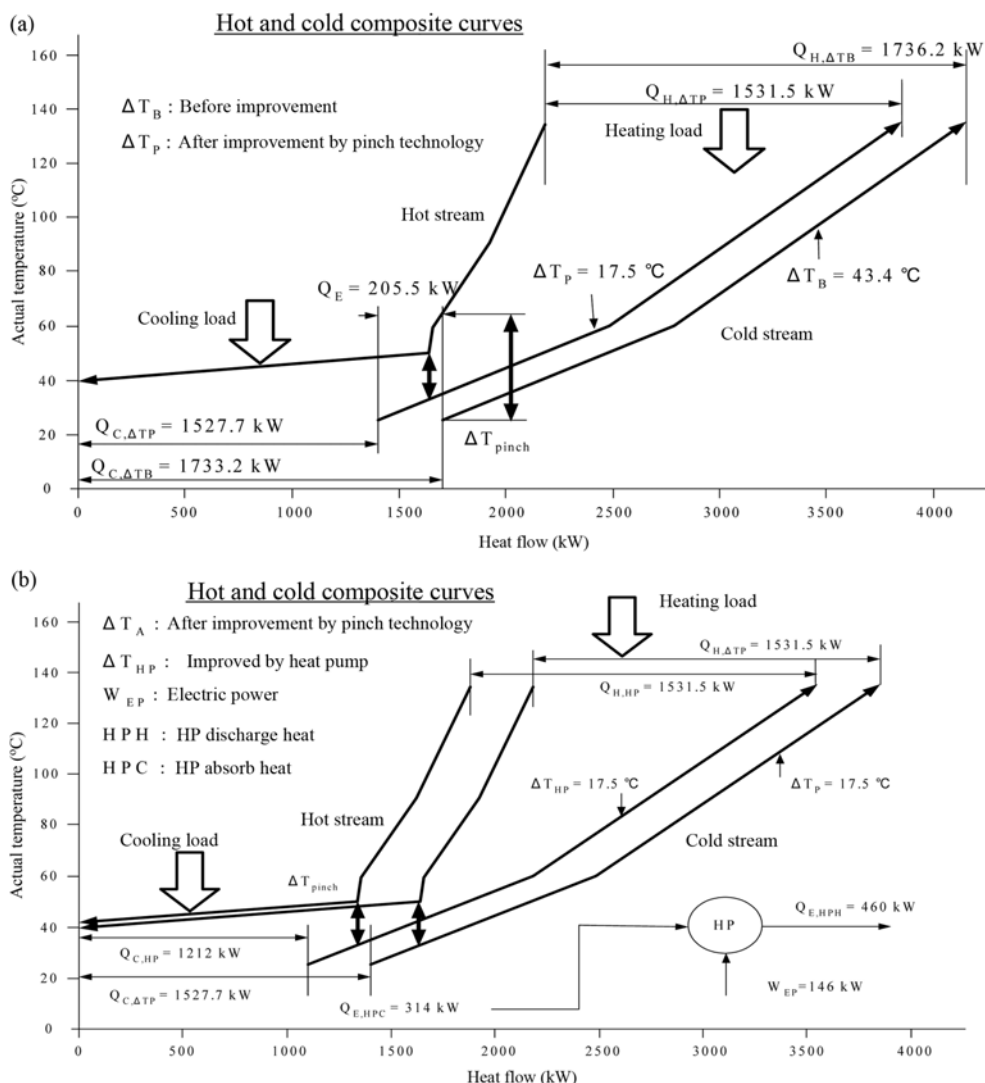 (a)
Hot and cold composite curves
Q_H,ΔTB = 1736.2 kW
Q_H,ΔTP = 1531.5 kW
ΔT_B : Before improvement
ΔT_P : After improvement by pinch technology
Heating load
Hot stream
ΔT_P = 17.5 ℃
ΔT_B = 43.4 ℃
Q_E = 205.5 kW
Cooling load
Cold stream
ΔT_pinch
Q_C,ΔTP = 1527.7 kW
Q_C,ΔTB = 1733.2 kW
Actual temperature (ºC)
160
140
120
100
80
60
40
20
0
0 500 1000 1500 2000 2500 3000 3500 4000
Heat flow (kW)
(b)
Hot and cold composite curves
Heating load
ΔT_A : After improvement by pinch technology
ΔT_HP : Improved by heat pump
W_EP : Electric power
HPH : HP discharge heat
HPC : HP absorb heat
Q_H,ΔTP = 1531.5 kW
Q_H,HP = 1531.5 kW
ΔT_HP = 17.5 ℃
ΔT_P = 17.5 ℃
Hot stream
Cold stream
Cooling load
ΔT_pinch
Q_C,HP = 1212 kW
Q_C,ΔTP = 1527.7 kW
Q_E,HPC = 314 kW
HP
Q_E,HPH = 460 kW
W_EP=146 kW
Actual temperature (ºC)
160
140
120
100
80
60
40
20
0
0 500 1000 1500 2000 2500 3000 3500 4000
Heat flow (kW)